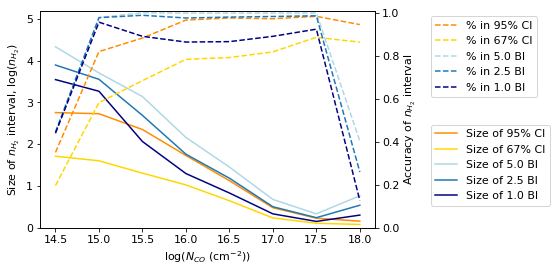 5
4
3
2
1
0
Size of n_{H_2} interval, log(n_{H_2})
14.5 15.0 15.5 16.0 16.5 17.0 17.5 18.0
log(N_{CO} (cm^{-2}))
1.0
0.8
0.6
0.4
0.2
0.0
Accuracy of n_{H_2} interval
% in 95% CI
% in 67% CI
% in 5.0 BI
% in 2.5 BI
% in 1.0 BI
Size of 95% CI
Size of 67% CI
Size of 5.0 BI
Size of 2.5 BI
Size of 1.0 BI